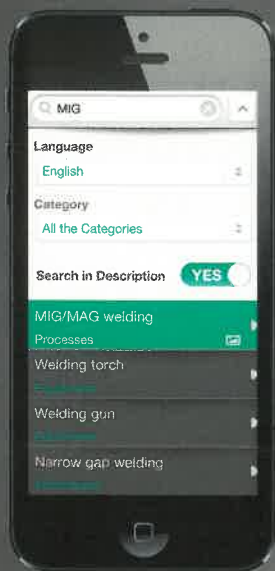 MIG
Language
English
Category
All the Categories
Search in Description
YES
MIG/MAG welding
Processes
Welding torch
Welding gun
Narrow gap welding